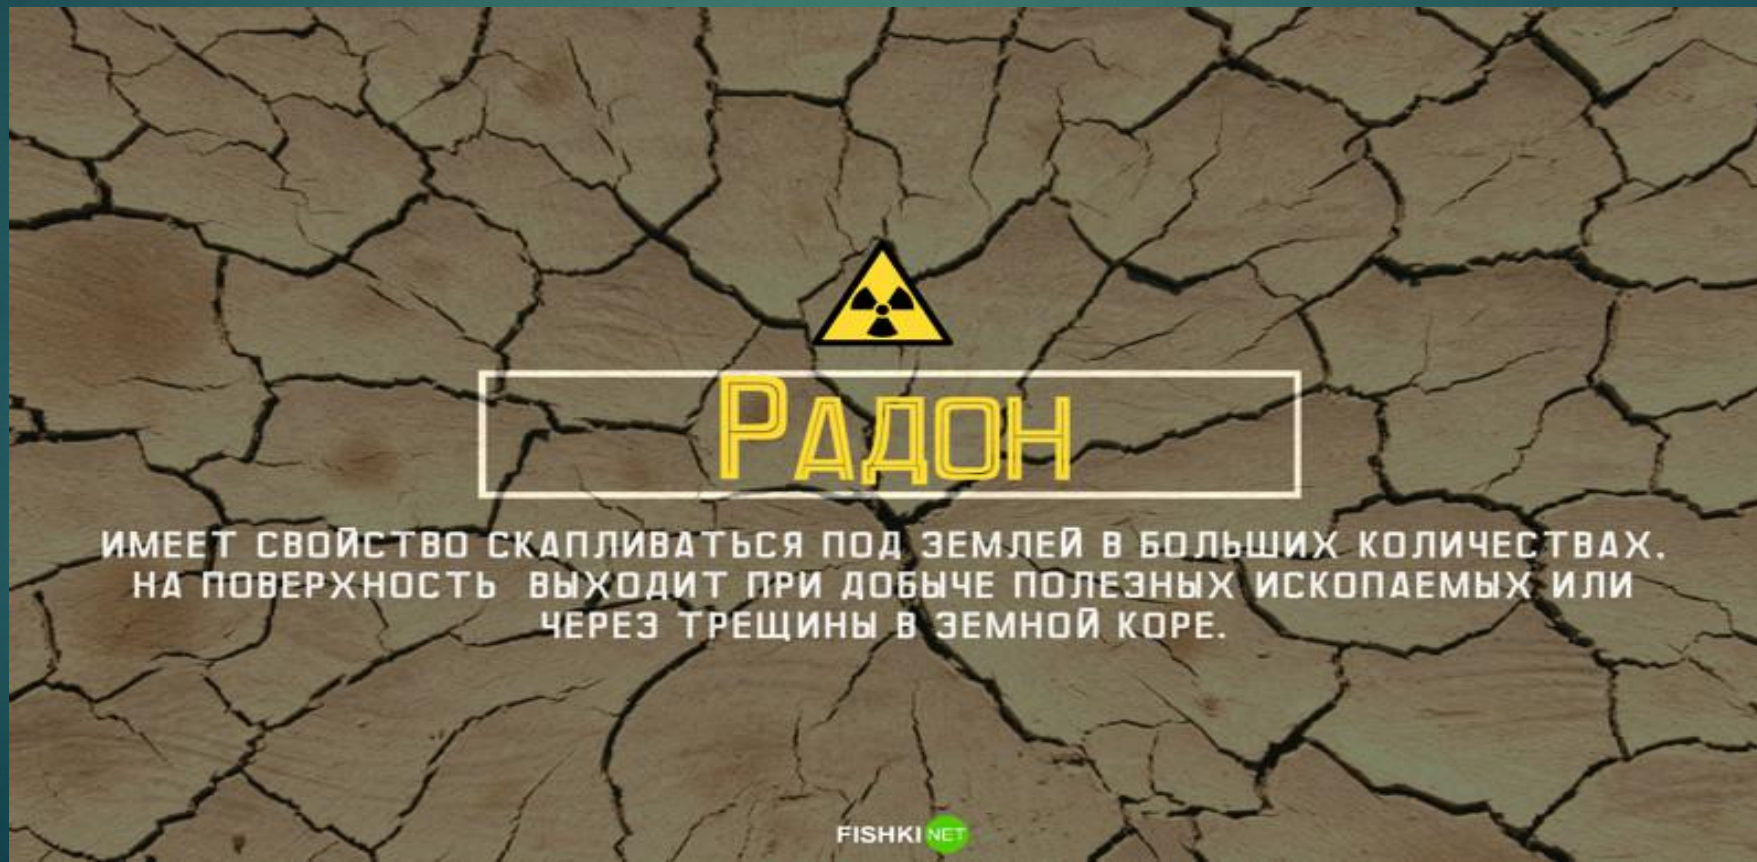 Радон
ИМЕЕТ СВОЙСТВО СКАПЛИВАТЬСЯ ПОД ЗЕМЛЕЙ В БОЛЬШИХ КОЛИЧЕСТВАХ.
НА ПОВЕРХНОСТЬ ВЫХОДИТ ПРИ ДОБЫЧЕ ПОЛЕЗНЫХ ИСКОПАЕМЫХ ИЛИ
ЧЕРЕЗ ТРЕЩИНЫ В ЗЕМНОЙ КОРЕ.
FISHKI NET